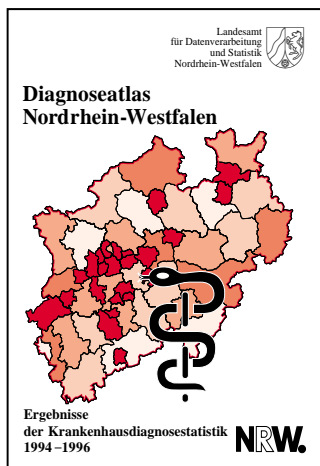 Landesamt
für Datenverarbeitung
und Statistik
Nordrhein-Westfalen
Diagnoseatlas
Nordrhein-Westfalen
Ergebnisse
der Krankenhausdiagnosestatistik
1994–1996
NRW.